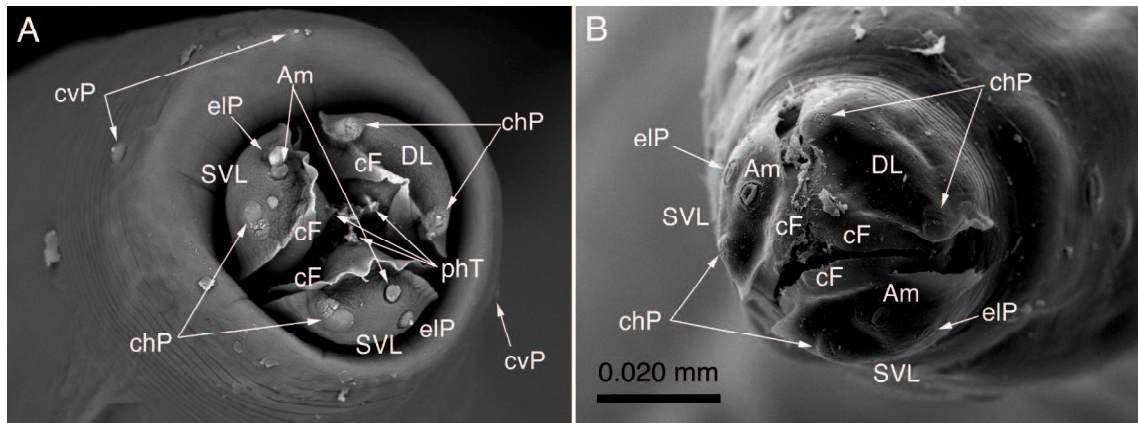 A
cvP
Am
elP
chP
DL
cF
SVL
cF
phT
cF
chP
SVL
elP
cvP
B
chP
elP
Am
DL
SVL
cF
cF
cF
Am
chP
elP
0.020 mm
SVL